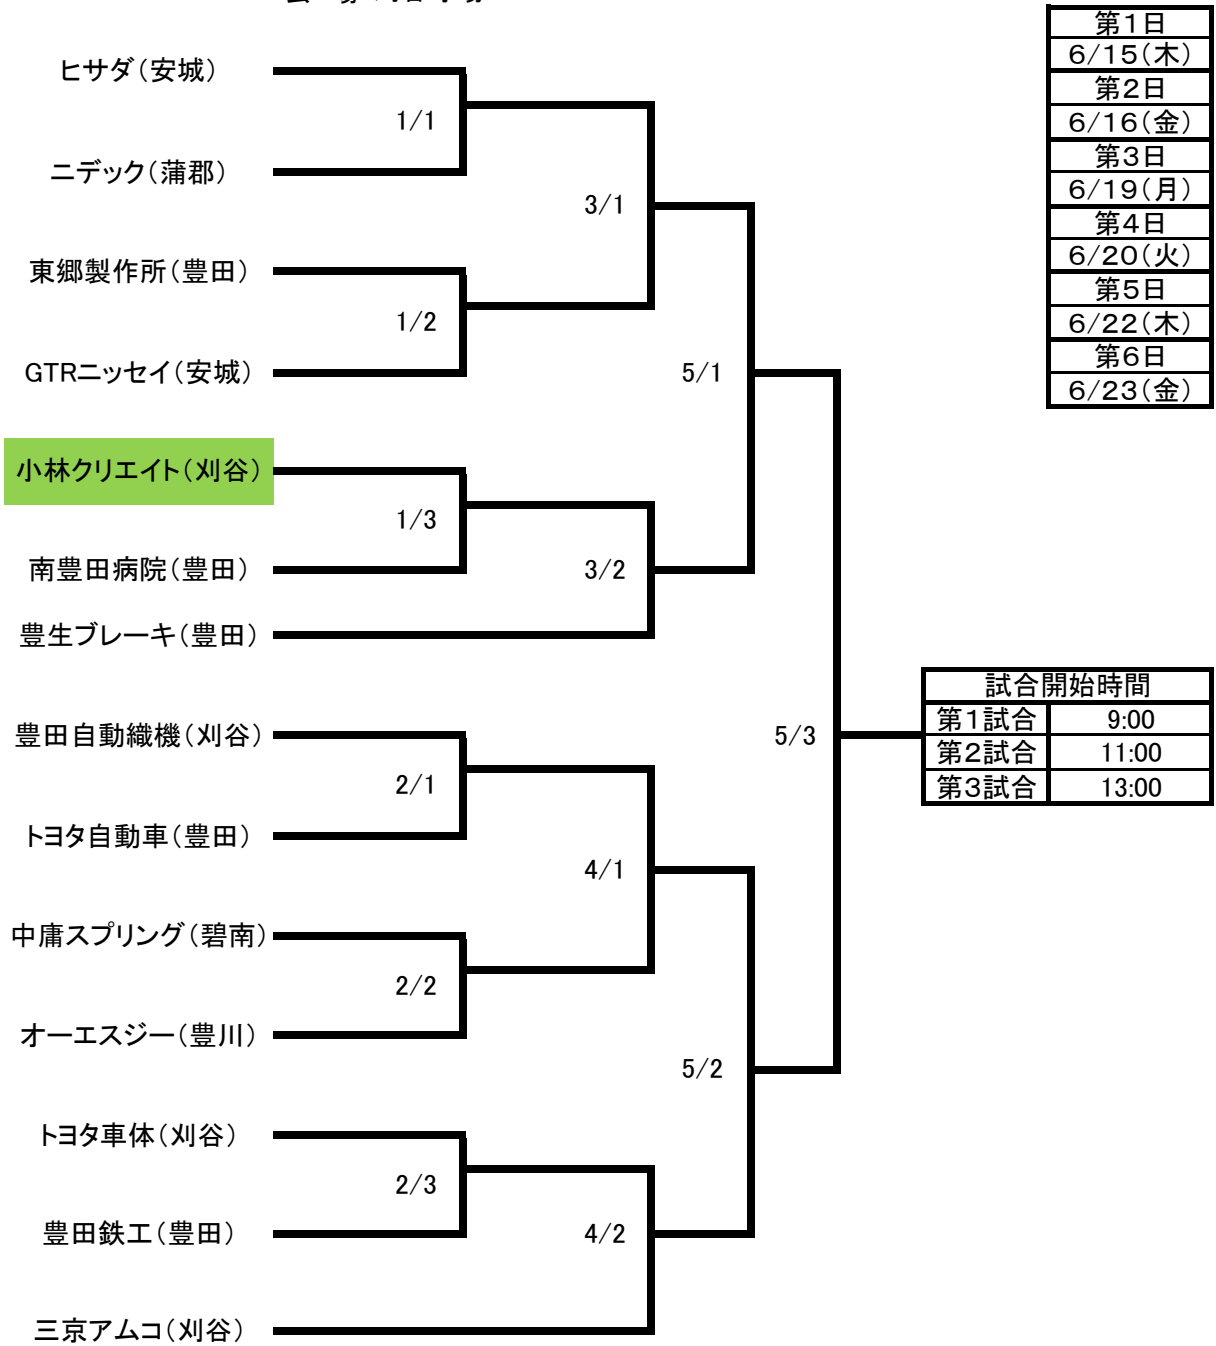 第1日
6/15(木)
第2日
6/16(金)
第3日
6/19(月)
第4日
6/20(火)
第5日
6/22(木)
第6日
6/23(金)
ヒサダ(安城)
1/1
ニデック(蒲郡)
3/1
東郷製作所(豊田)
1/2
GTRニッセイ(安城)
5/1
小林クリエイト(刈谷)
1/3
南豊田病院(豊田)
3/2
豊生ブレーキ(豊田)
豊田自動織機(刈谷)
2/1
トヨタ自動車(豊田)
4/1
中庸スプリング(碧南)
2/2
オーエスジー(豊川)
5/2
トヨタ車体(刈谷)
2/3
豊田鉄工(豊田)
4/2
三京アムコ(刈谷)
5/3
試合開始時間
第1試合 9:00
第2試合 11:00
第3試合 13:00